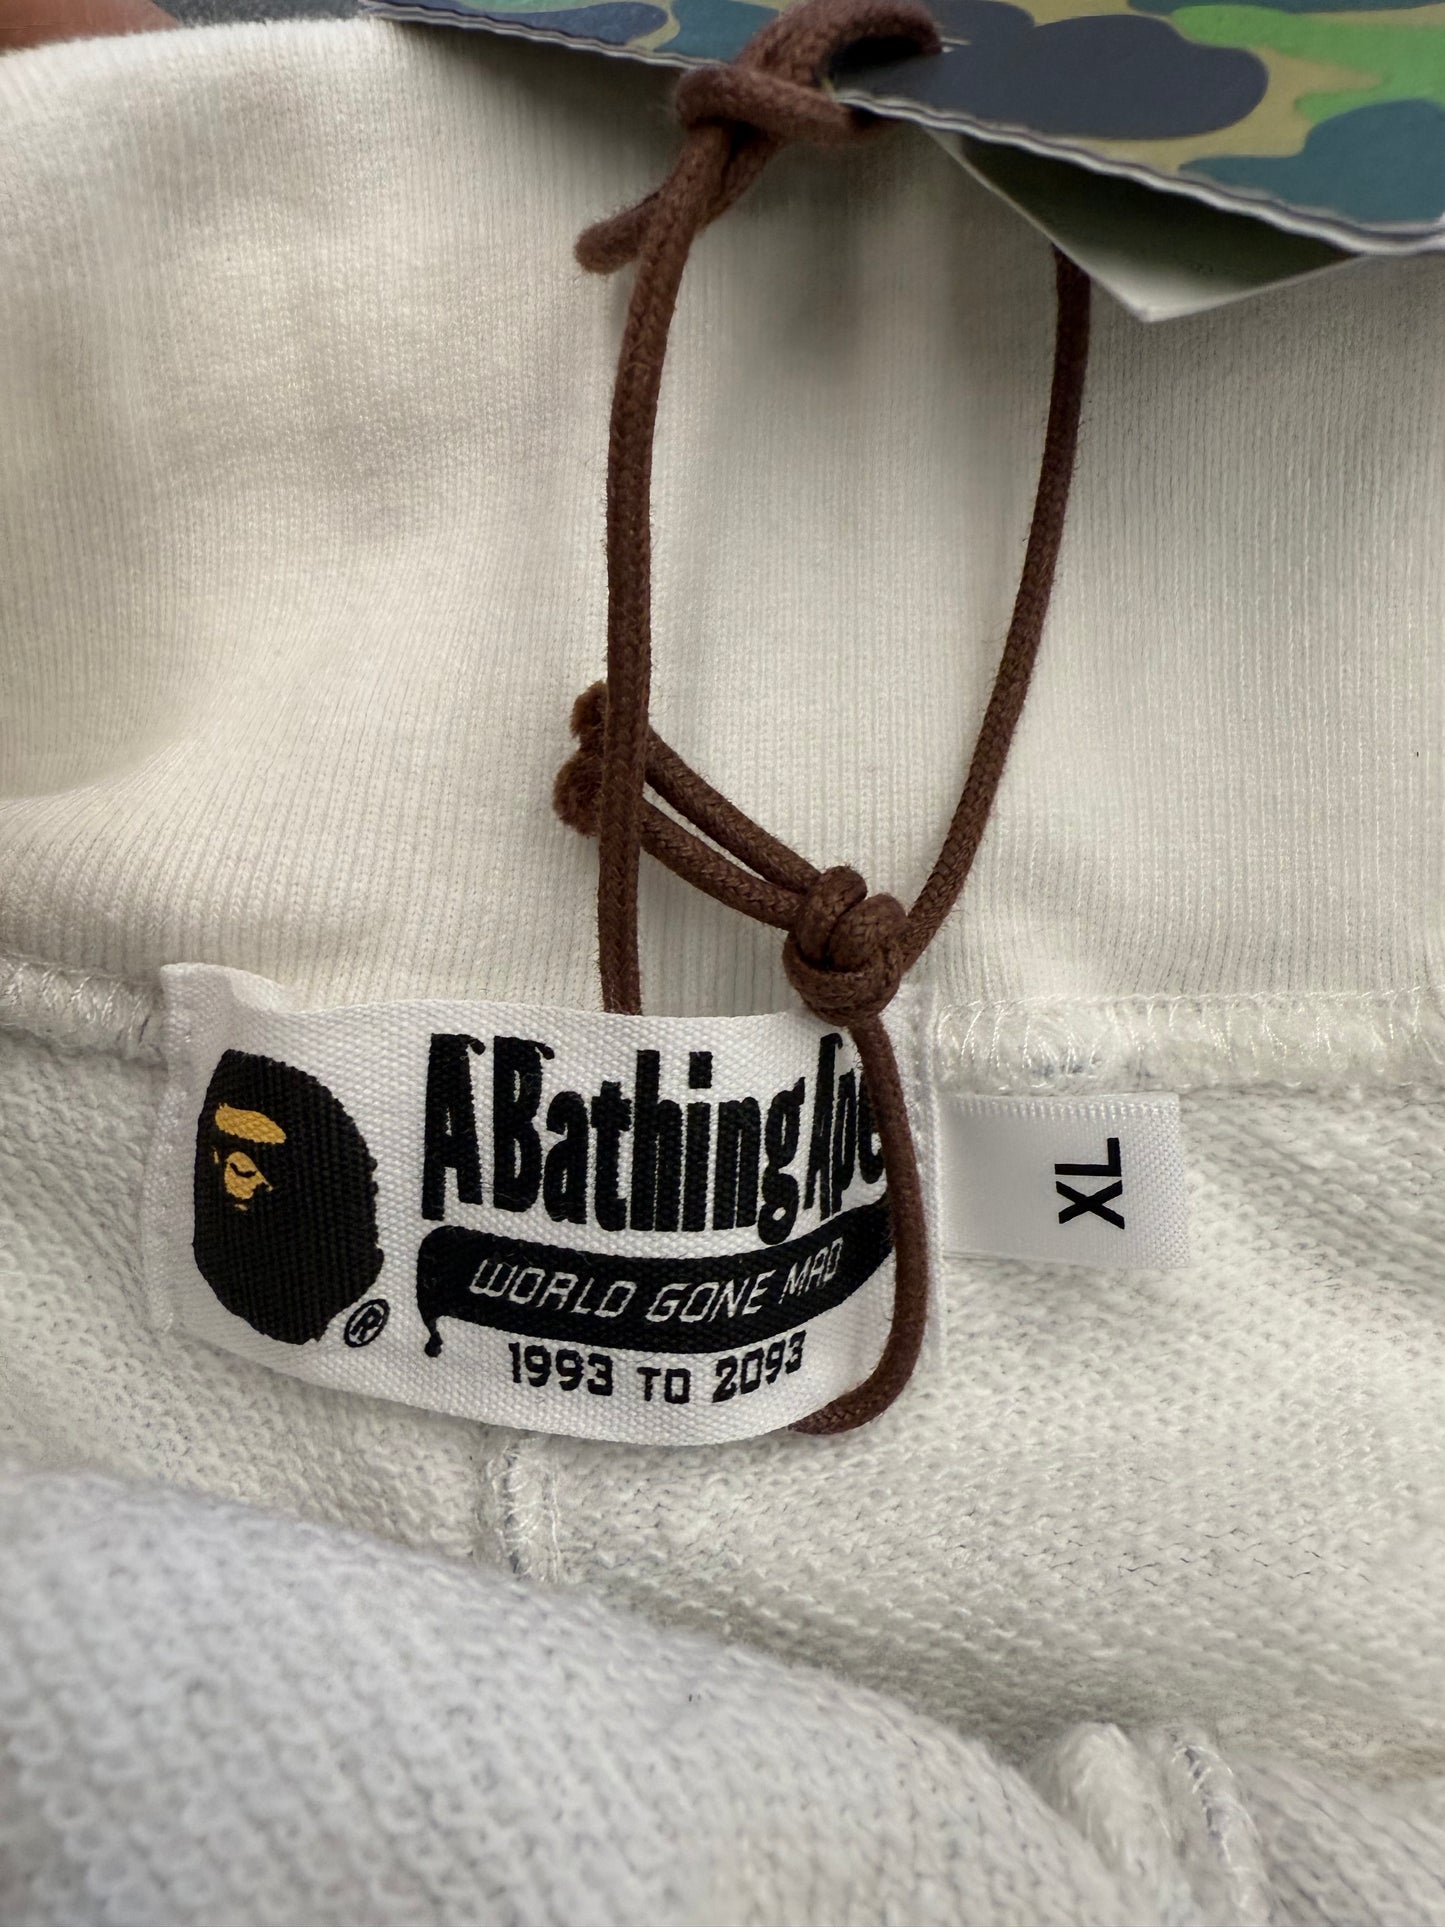 A Bathing Ape
WORLD GONE MAD
1993 TO 2093
®
XL